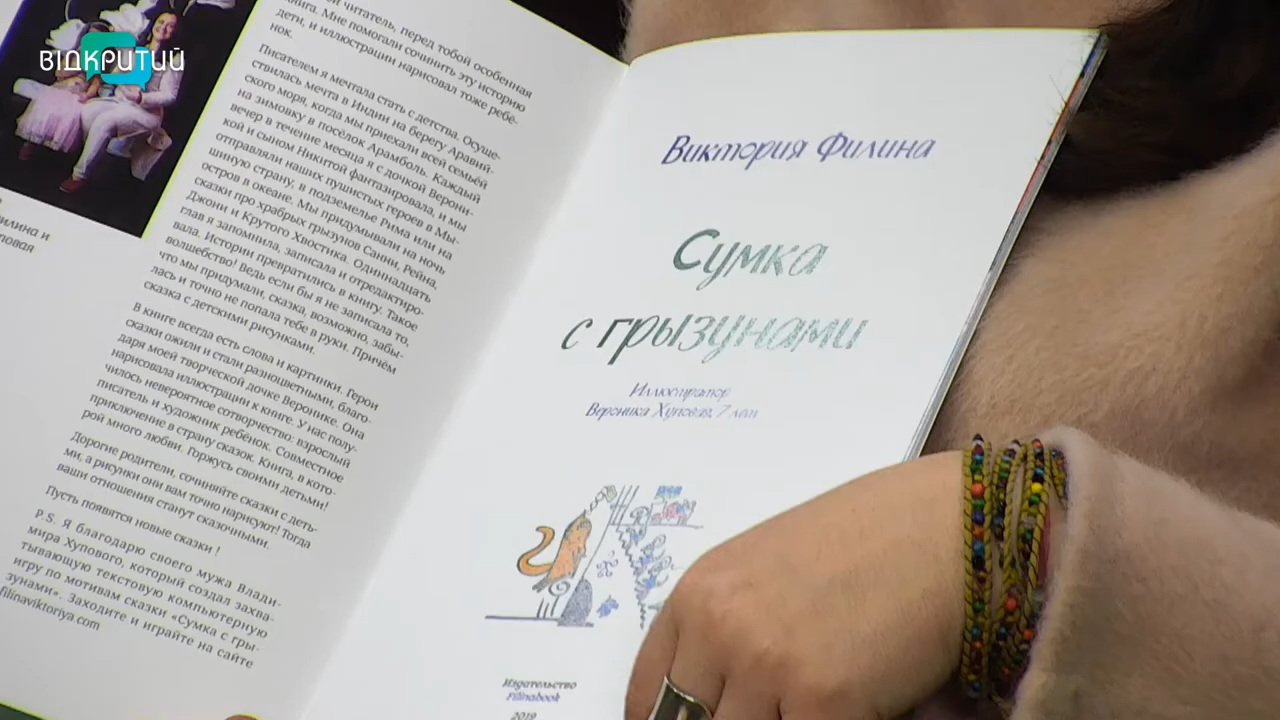 ВІДКРИТИЙ
читатель, перед тобой особенная
книга. Мне помогали сочинить эту историю
дети, и иллюстрации нарисовал тоже ребё-
нок.
Писателем я мечтала стать с детства. Осуще-
ствилась мечта в Индии на берегу Аравий-
ского моря, когда мы приехали всей семьёй
на зимовку в посёлок Арамболь. Каждый
вечер в течение месяца я с дочкой Верони-
кой и сыном Никитой фантазировала, и мы
отправляли наших пушистых героев в Мы-
шиную страну, в подземелье Рима или на
остров в океане. Мы придумывали на ночь
сказки про храбрых грызунов Санни, Рейна,
Джони и Крутого Хвостика. Одиннадцать
глав я запомнила, записала и отредактиро-
вала. Истории превратились в книгу. Такое
волшебство! Ведь если бы я не записала то,
что мы придумали, сказка, возможно, забы-
лась и точно не попала тебе в руки. Причём
сказка с детскими рисунками.
В книге всегда есть слова и картинки. Герои
сказки ожили и стали разноцветными, благо-
даря моей творческой дочке Веронике. Она
нарисовала иллюстрации к книге. У нас полу-
чилось невероятное сотворчество: взрослый
писатель и художник ребёнок. Совместное
приключение в страну сказок. Книга, в кото-
рой много любви. Горжусь своими детьми!
Дорогие родители, сочиняйте сказки с деть-
ми, а рисунки они вам точно нарисуют! Тогда
ваши отношения станут сказочными.
Пусть появятся новые сказки !
P.S. Я благодарю своего мужа Влади-
мира Хупового, который создал захва-
тывающую текстовую компьютерную
игру по мотивам сказки «Сумка с гры-
зунами". Заходите и играйте на сайте
filinaviktoriya.com
илина и
уповая
Виктория Филина
Сумка
с грызунами
Иллюстратор
Вероника Хуповая, 7 лет
Издательство
Filinabook
2019